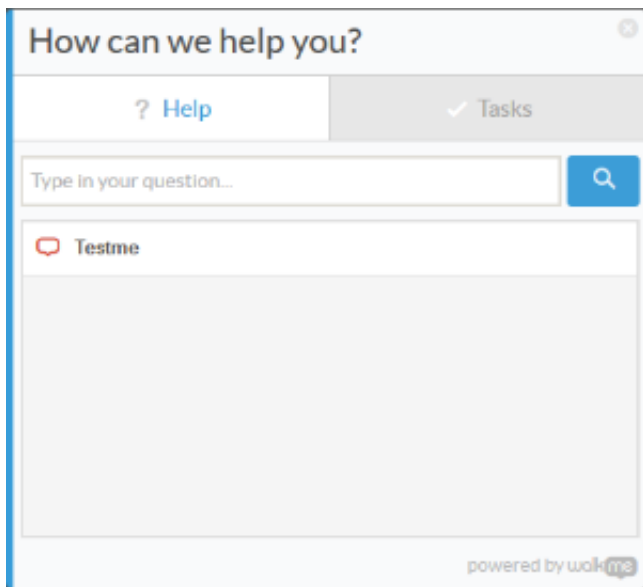 How can we help you?
? Help
Tasks
Type in your question...
Testme
powered by walkme